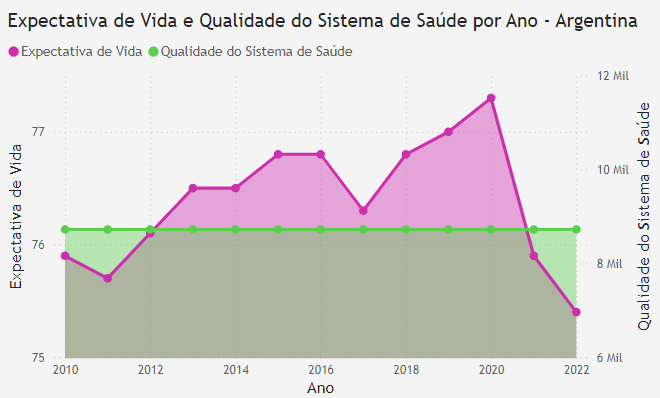 Expectativa de Vida e Qualidade do Sistema de Saúde por Ano - Argentina
Expectativa de Vida Qualidade do Sistema de Saúde
Expectativa de Vida
77
76
75
12 Mil
10 Mil
8 Mil
6 Mil
Qualidade do Sistema de Saúde
2010 2012 2014 2016 2018 2020 2022
Ano